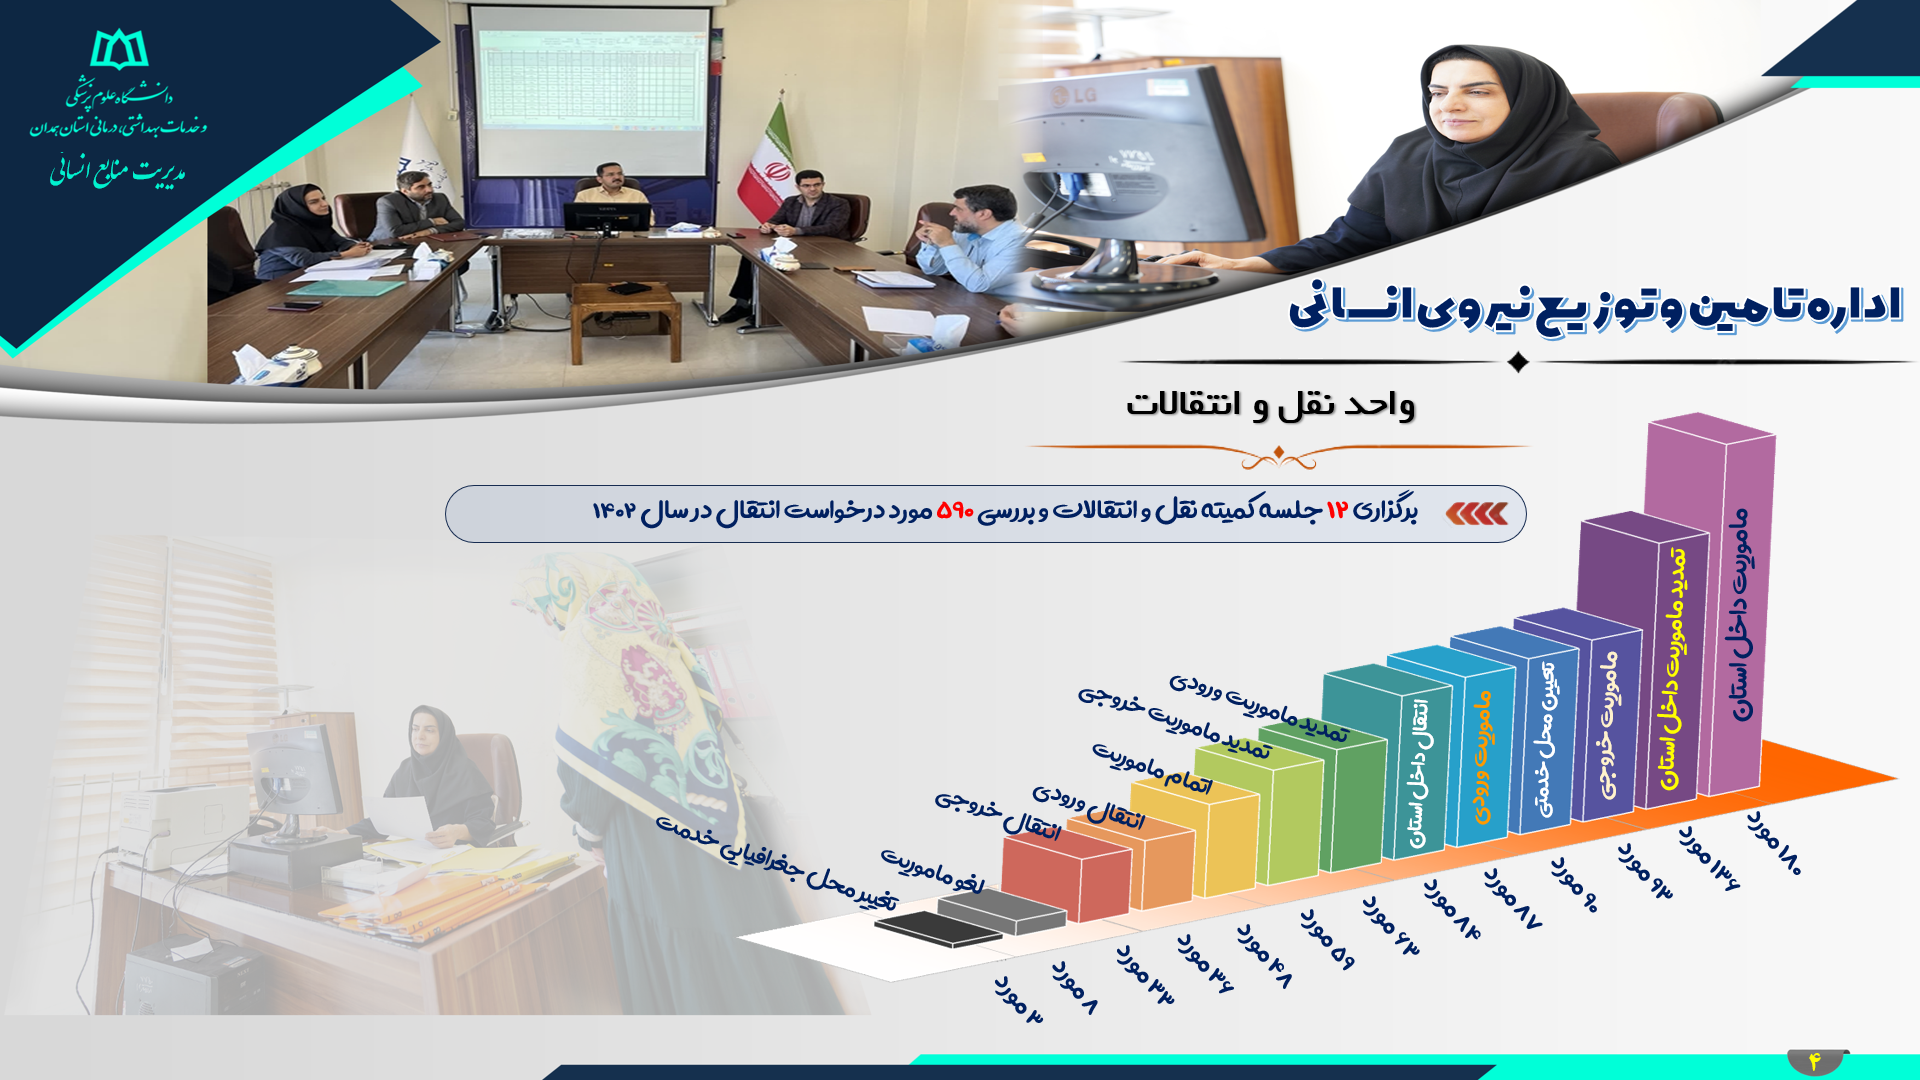 دانشگاه علوم پزشکی
و خدمات بهداشتی، درمانی استان همدان
مدیریت منابع انسانی
LG
اداره تامین و توزیع نیروی انسانی
واحد نقل و انتقالات
برگزاری ۱۲ جلسه کمیته نقل و انتقالات و بررسی ۵۹۰ مورد درخواست انتقال در سال ۱۴۰۲
ماموریت داخل استان
تمدید ماموریت داخل استان
ماموریت خروجی
تعیین محل خدمتی
ماموریت ورودی
انتقال داخل استان
تمدید ماموریت ورودی
تمدید ماموریت خروجی
اتمام ماموریت
انتقال ورودی
انتقال خروجی
لغو ماموریت
تغییر محل جغرافیایی خدمت
۱۸۰ مورد
۱۳۶ مورد
۹۳ مورد
۹۰ مورد
۸۷ مورد
۸۴ مورد
۶۳ مورد
۵۹ مورد
۴۸ مورد
۳۶ مورد
۳۳ مورد
۸ مورد
۳ مورد
۴